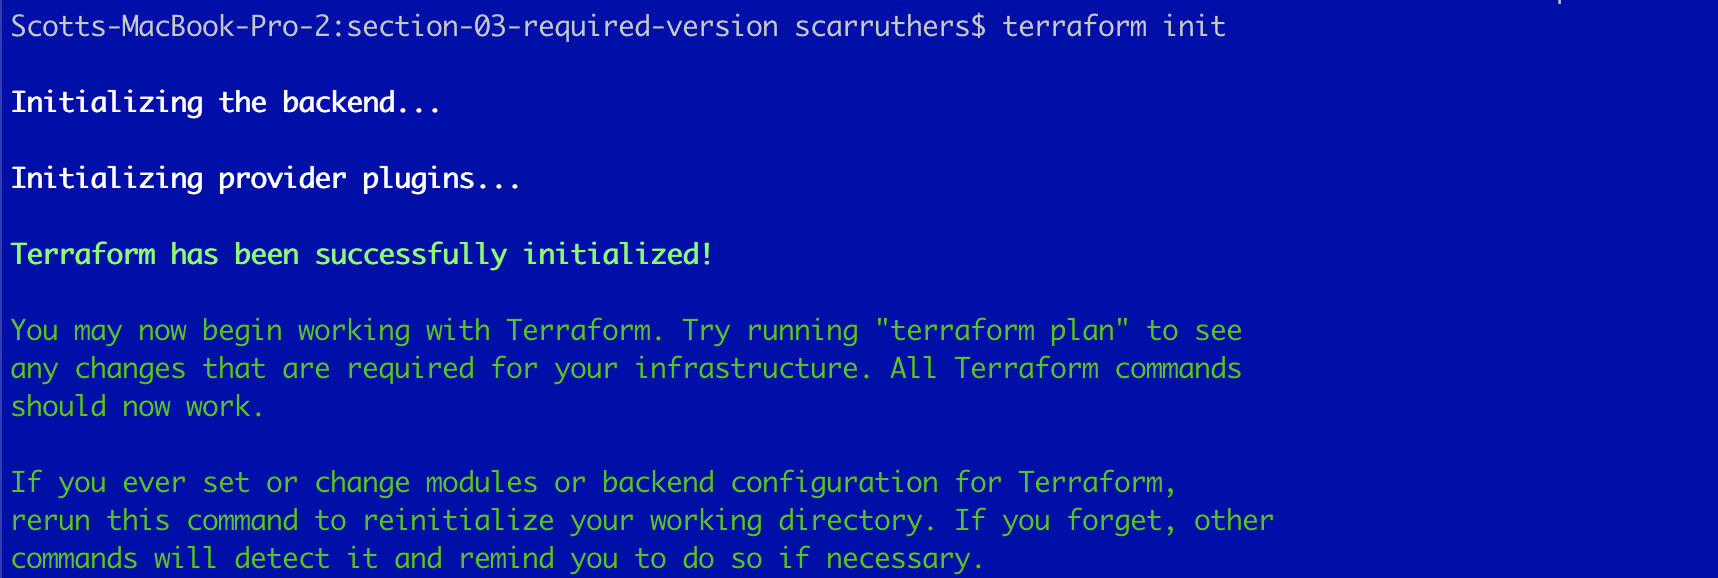 Scotts-MacBook-Pro-2:section-03-required-version scarruthers$ terraform init
Initializing the backend...
Initializing provider plugins...
Terraform has been successfully initialized!
You may now begin working with Terraform. Try running "terraform plan" to see
any changes that are required for your infrastructure. All Terraform commands
should now work.
If you ever set or change modules or backend configuration for Terraform,
rerun this command to reinitialize your working directory. If you forget, other
commands will detect it and remind you to do so if necessary.